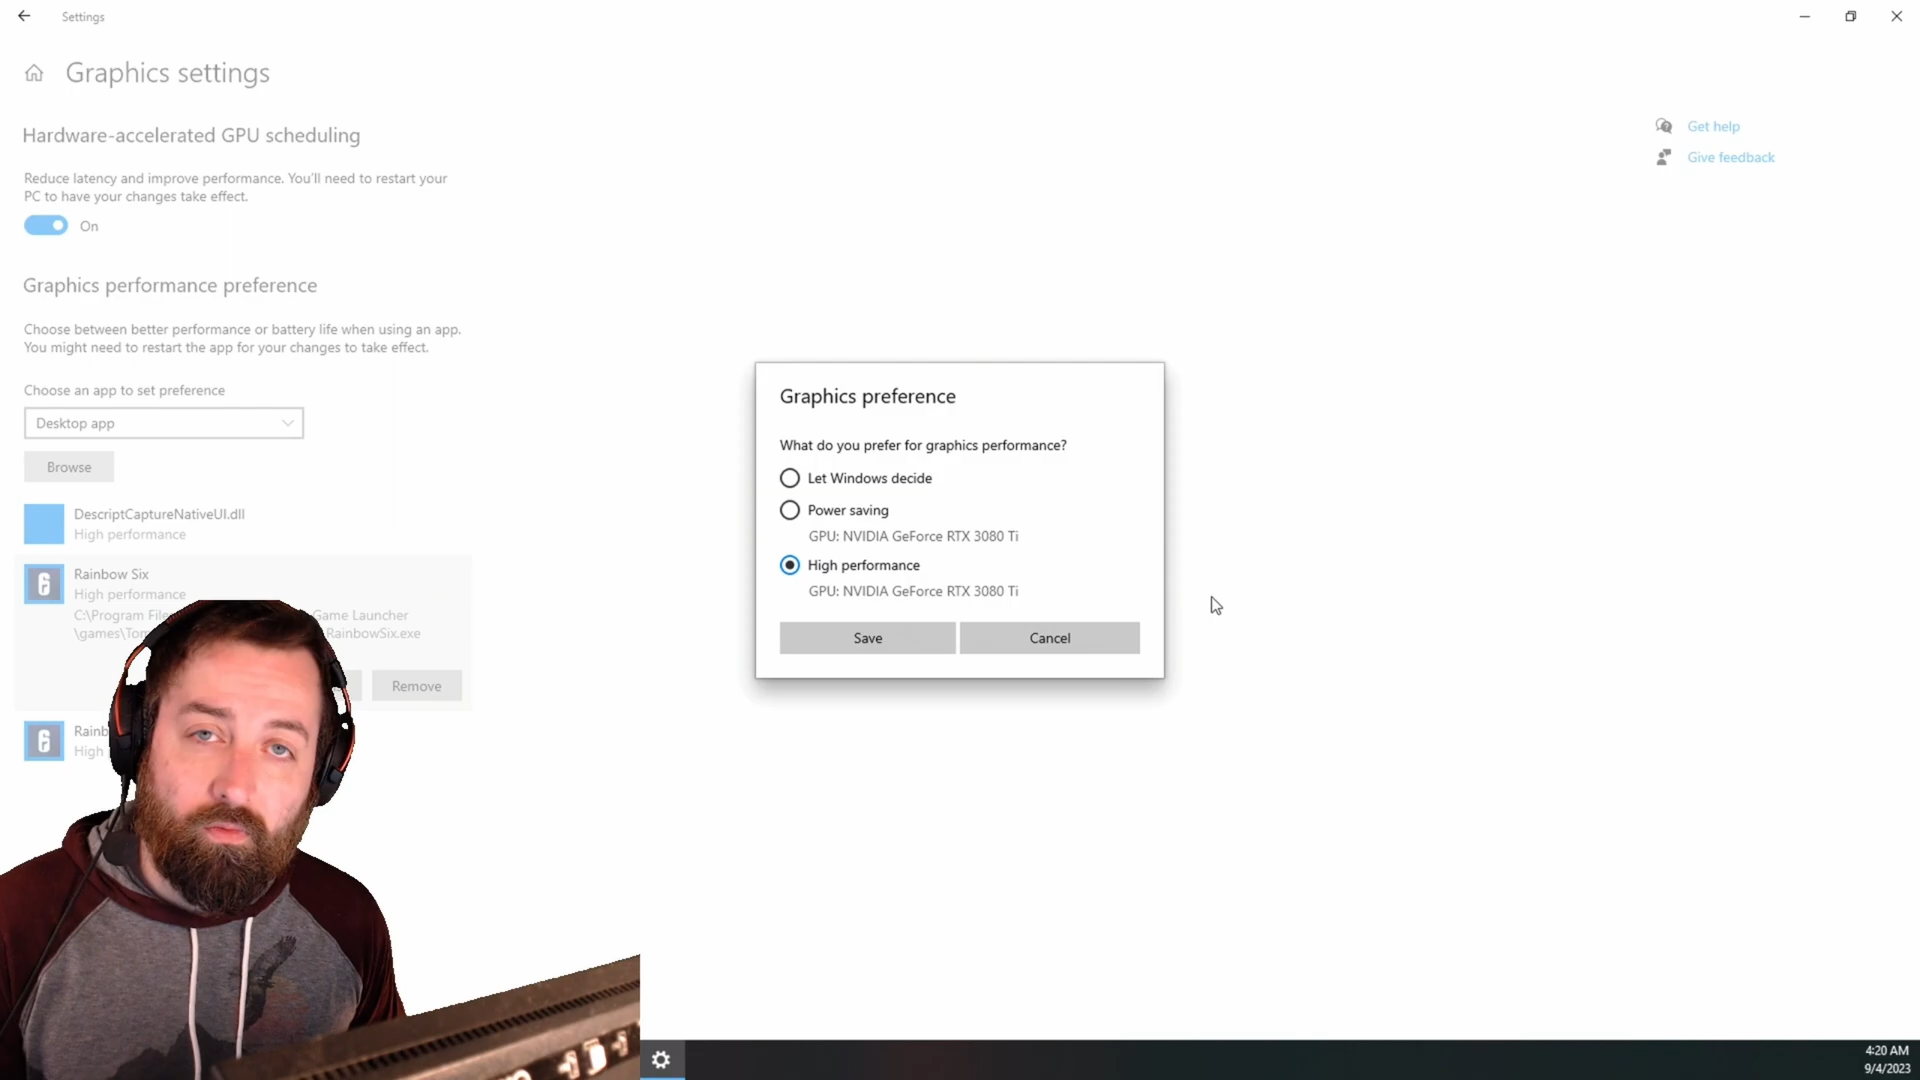 Settings
Graphics settings
Hardware-accelerated GPU scheduling
Reduce latency and improve performance. You'll need to restart your
PC to have your changes take effect.
On
Graphics performance preference
Choose between better performance or battery life when using an app.
You might need to restart the app for your changes to take effect.
Choose an app to set preference
Desktop app
Browse
DescriptCaptureNativeUI.dll
High performance
Rainbow Six
High performance
C:\Program File
Game Launcher
\games\Tom
RainbowSix.exe
Remove
High
Get help
Give feedback
Graphics preference
What do you prefer for graphics performance?
Let Windows decide
Power saving
GPU: NVIDIA GeForce RTX 3080 Ti
High performance
GPU: NVIDIA GeForce RTX 3080 Ti
Save
Cancel
4:20 AM
9/4/2023